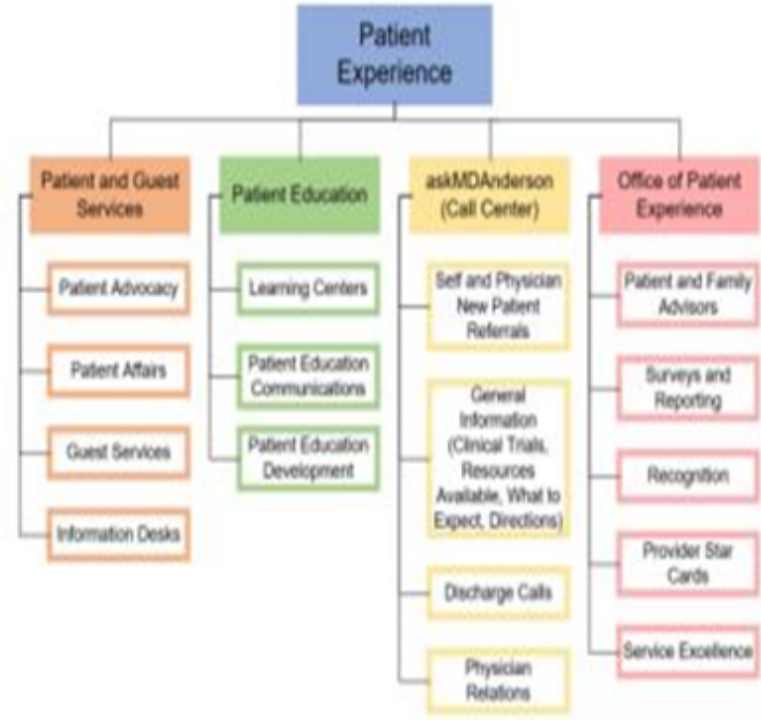 Patient
Experience
Patient and Guest
Services
Patient Advocacy
Patient Affairs
Guest Services
Information Desks
Patient Education
Learning Centers
Patient Education
Communications
Patient Education
Development
askMDAnderson
(Call Center)
Self and Physician
New Patient
Referrals
General
Information
(Clinical Trials,
Resources
Available, What to
Expect, Directions)
Discharge Calls
Physician
Relations
Office of Patient
Experience
Patient and Family
Advisors
Surveys and
Reporting
Recognition
Provider Star
Cards
Service Excellence